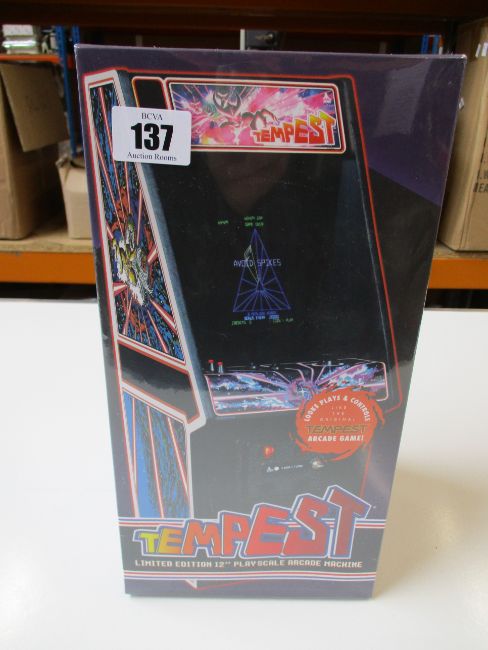 TEMPEST
BCVA
137
Auction Rooms
AVOID SPIKES
LOOKS PLAYS & CONTROLS
LIKE
THE
ORIGINAL
TEMPEST
ARCADE GAME!
TEMPEST
LIMITED EDITION 12" PLAYSCALE ARCADE MACHINE